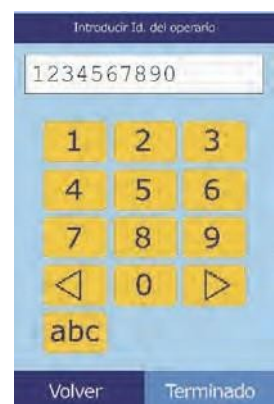 Introducir Id. del operario
1234567890
1 2 3
4 5 6
7 8 9
0
abc
Volver Terminado